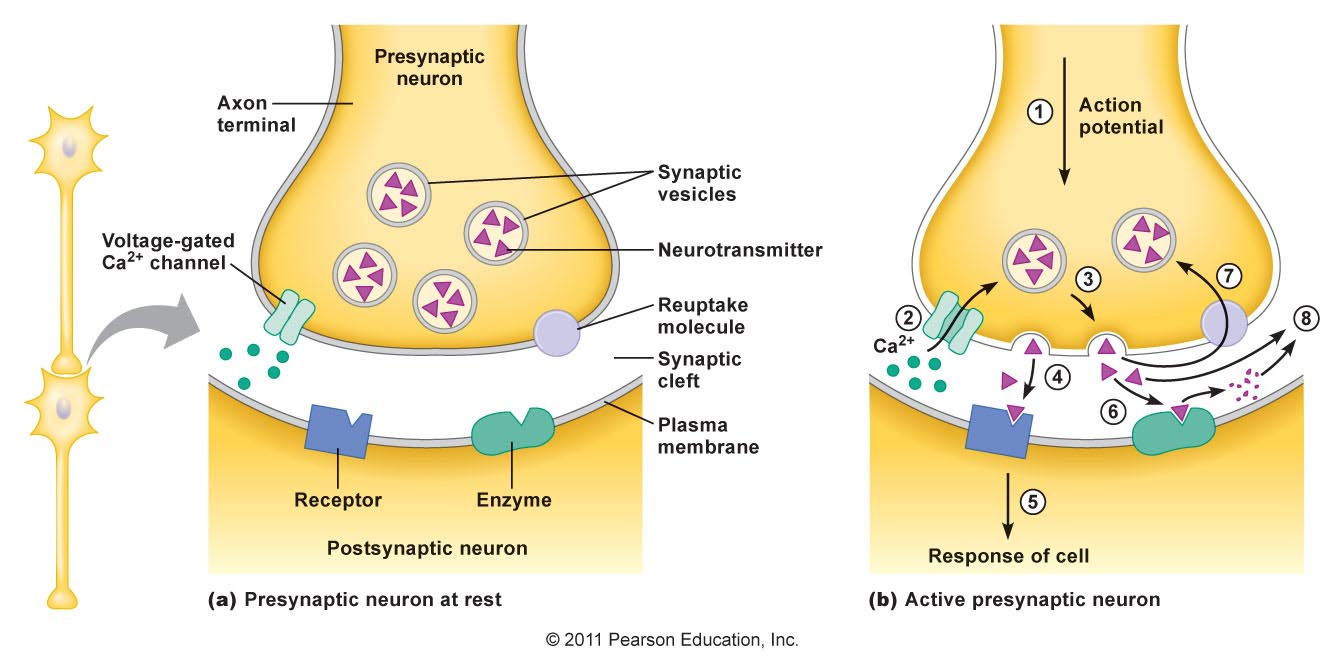 Presynaptic
neuron
Axon
terminal
Synaptic
vesicles
Voltage-gated
Ca²⁺ channel
Neurotransmitter
Reuptake
molecule
Synaptic
cleft
Plasma
membrane
Receptor
Enzyme
Postsynaptic neuron
(a) Presynaptic neuron at rest
1
Action
potential
2
Ca²⁺
3
7
8
4
6
5
Response of cell
(b) Active presynaptic neuron
© 2011 Pearson Education, Inc.